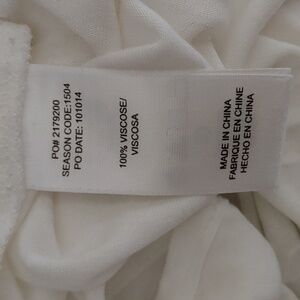 PO# 2179200
SEASON CODE:1504
PO DATE: 101014
100% VISCOSE/
VISCOSA
MADE IN CHINA
FABRIQUE EN CHINE
HECHO EN CHINA